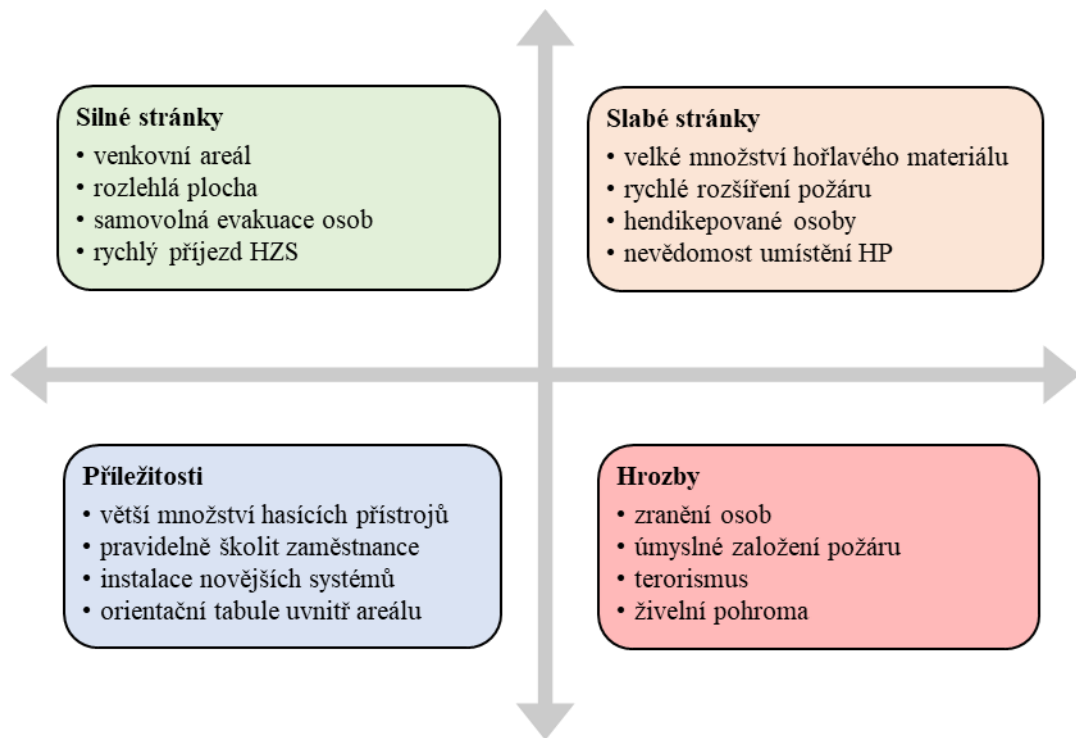 Silné stránky
• venkovní areál
• rozlehlá plocha
• samovolná evakuace osob
• rychlý příjezd HZS
Slabé stránky
• velké množství hořlavého materiálu
• rychlé rozšíření požáru
• hendikepované osoby
• nevědomost umístění HP
Příležitosti
• větší množství hasících přístrojů
• pravidelně školit zaměstnance
• instalace novějších systémů
• orientační tabule uvnitř areálu
Hrozby
• zranění osob
• úmyslné založení požáru
• terorismus
• živelní pohroma